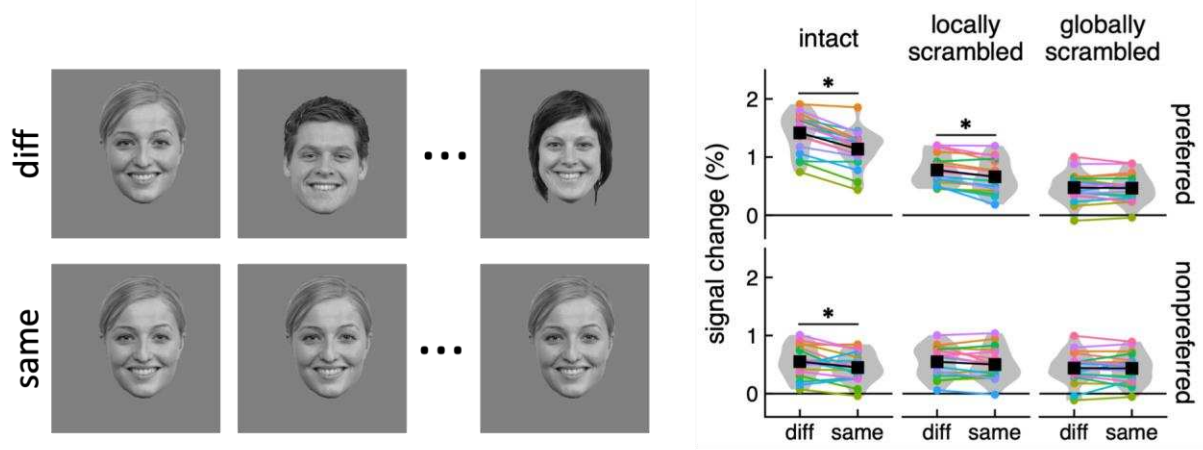 diff
...
same
...
intact
locally
scrambled
globally
scrambled
signal change (%)
2
*
*
1
0
preferred
2
*
1
0
nonpreferred
diff same
diff same
diff same